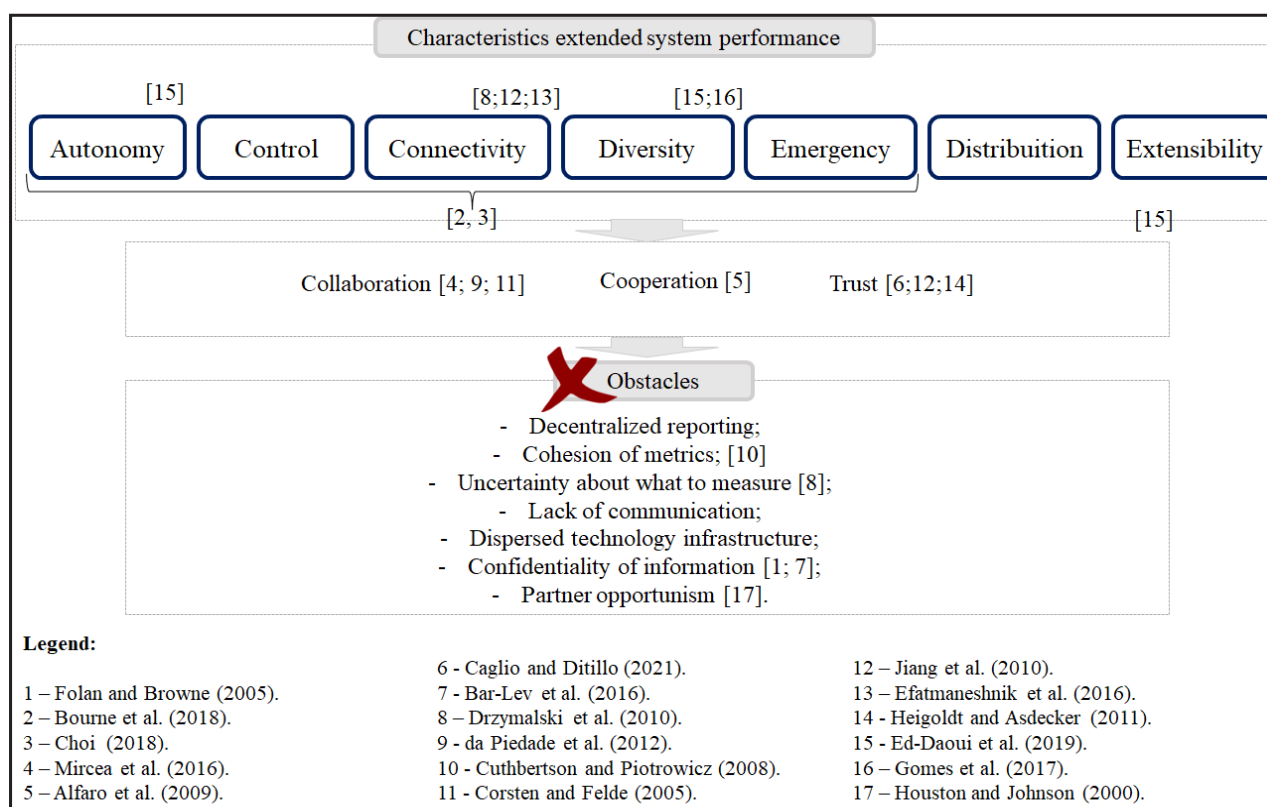 Characteristics extended system performance
[15] [8;12;13] [15;16]
Autonomy Control Connectivity Diversity Emergency Distribuition Extensibility
[2, 3] [15]
Collaboration [4; 9; 11] Cooperation [5] Trust [6;12;14]
Obstacles
- Decentralized reporting;
- Cohesion of metrics; [10]
- Uncertainty about what to measure [8];
- Lack of communication;
- Dispersed technology infrastructure;
- Confidentiality of information [1; 7];
- Partner opportunism [17].
Legend:
1 – Folan and Browne (2005).
2 – Bourne et al. (2018).
3 – Choi (2018).
4 – Mircea et al. (2016).
5 – Alfaro et al. (2009).
6 - Caglio and Ditillo (2021).
7 - Bar-Lev et al. (2016).
8 – Drzymalski et al. (2010).
9 - da Piedade et al. (2012).
10 - Cuthbertson and Piotrowicz (2008).
11 - Corsten and Felde (2005).
12 – Jiang et al. (2010).
13 – Efatmaneshnik et al. (2016).
14 - Heigoldt and Asdecker (2011).
15 - Ed-Daoui et al. (2019).
16 – Gomes et al. (2017).
17 – Houston and Johnson (2000).